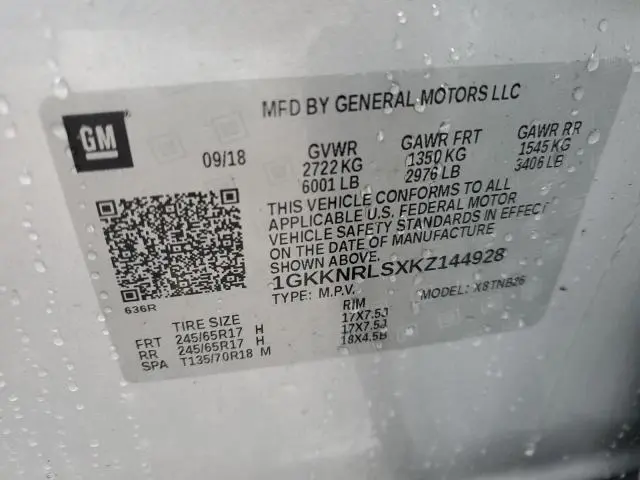 MFD BY GENERAL MOTORS LLC
GM
09/18 GVWR GAWR FRT GAWR RR
2722 KG 1350 KG 1545 KG
6001 LB 2976 LB 3406 LB
THIS VEHICLE CONFORMS TO ALL
APPLICABLE U.S. FEDERAL MOTOR
VEHICLE SAFETY STANDARDS IN EFFECT
ON THE DATE OF MANUFACTURE
SHOWN ABOVE.
1GKKNRLSXKZ144928
TYPE: M.P.V. MODEL: X8TNB26
636R
TIRE SIZE RIM
FRT 245/65R17 H 17X7.5J
RR 245/65R17 H 17X7.5J
SPA T135/70R18 M 18X4.5B